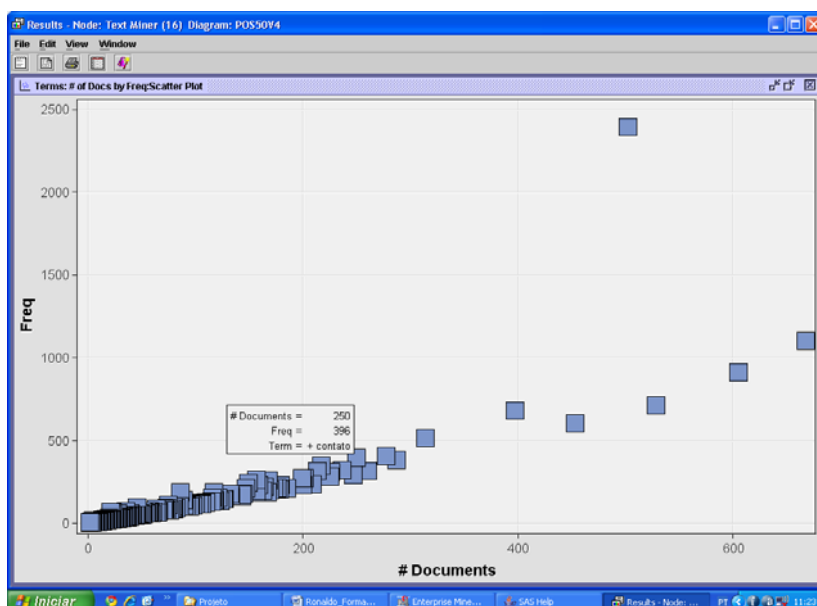 Results - Node: Text Miner (16) Diagram: POS50Y4
File Edit View Window
Terms: # of Docs by Freq:Scatter Plot
2500
2000
1500
1000
500
0
Freq
# Documents = 250
Freq = 396
Term = + contato
0 200 400 600
# Documents
Iniciar
Projeto
Ronaldo_Forma...
Enterprise Mine...
SAS Help
Results - Node: ...
PT
11:23